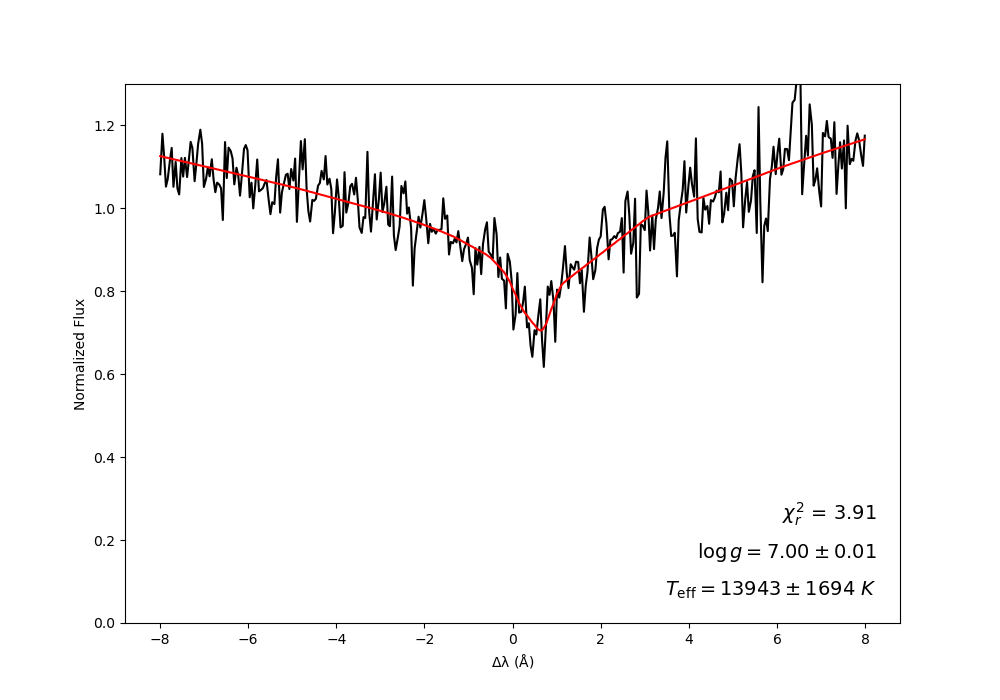 1.2
1.0
0.8
0.6
0.4
0.2
0.0
Normalized Flux
χ²ᵣ = 3.91
log g = 7.00 ± 0.01
T_eff = 13943 ± 1694 K
−8 −6 −4 −2 0 2 4 6 8
Δλ (Å)